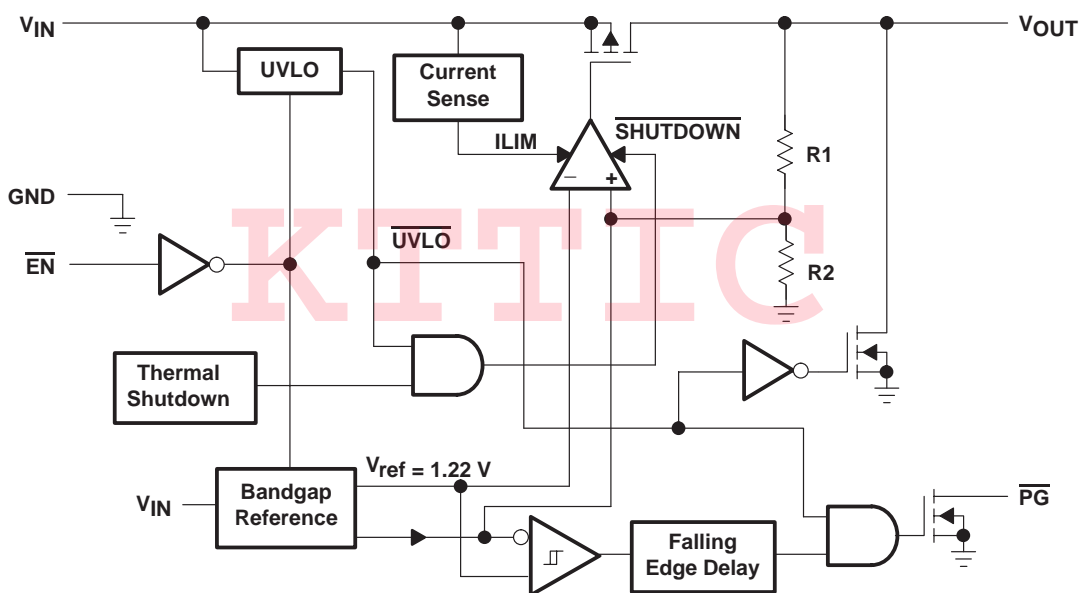 VIN
VOUT
UVLO
Current
Sense
SHUTDOWN
ILIM
R1
− +
GND
KTTIC
UVLO
EN
R2
Thermal
Shutdown
Vref = 1.22 V
VIN
Bandgap
Reference
PG
Falling
Edge Delay